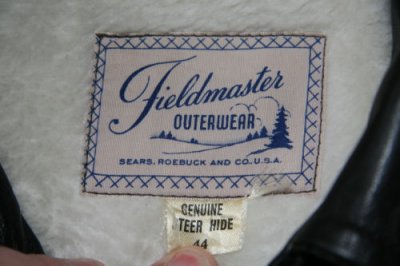 Fieldmaster
OUTERWEAR
SEARS, ROEBUCK AND CO. U.S.A.
GENUINE
TEER HIDE
44